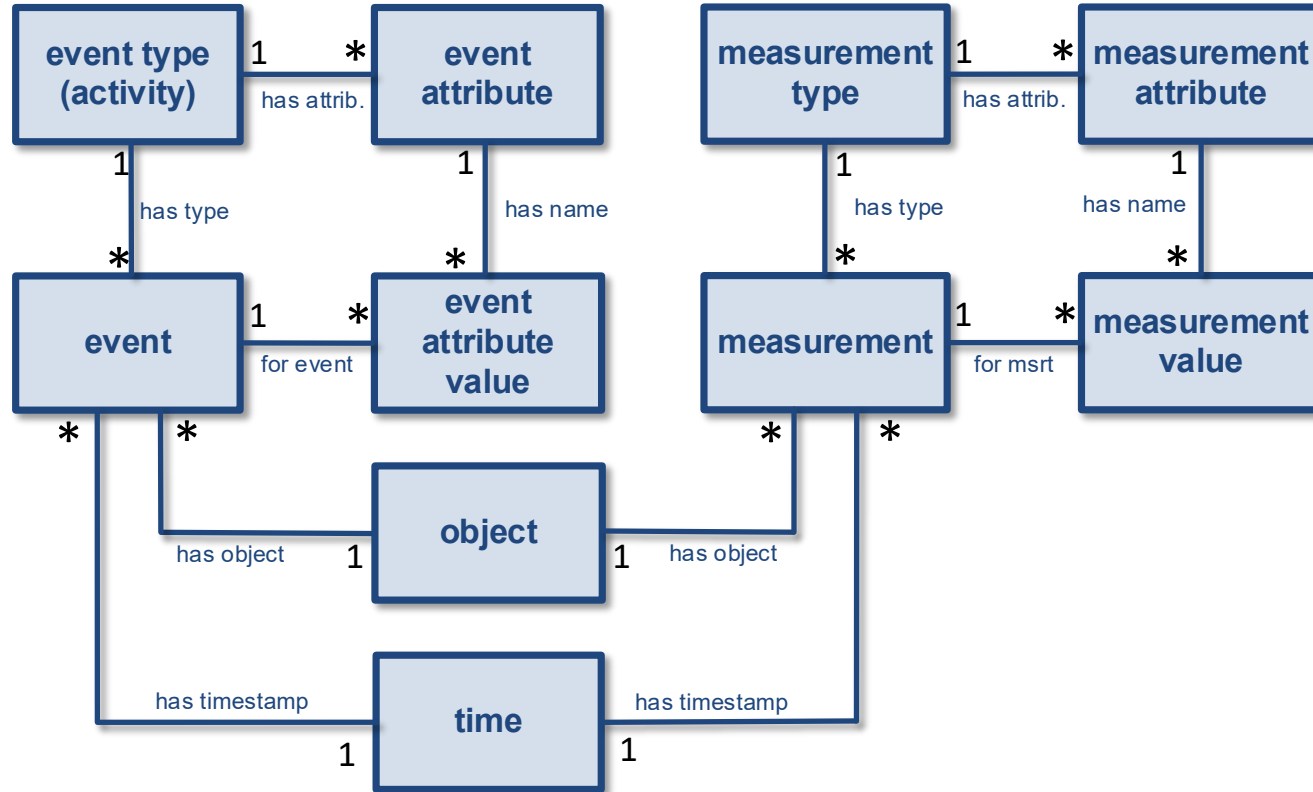 event type
(activity)
1
*
has attrib.
event
attribute
measurement
type
1
*
has attrib.
measurement
attribute
1
has type
*
1
has name
*
1
has type
*
1
has name
*
event
1
*
for event
event
attribute
value
measurement
1
*
for msrt
measurement
value
*
*
*
*
has object
1
object
1
has object
has timestamp
1
time
has timestamp
1